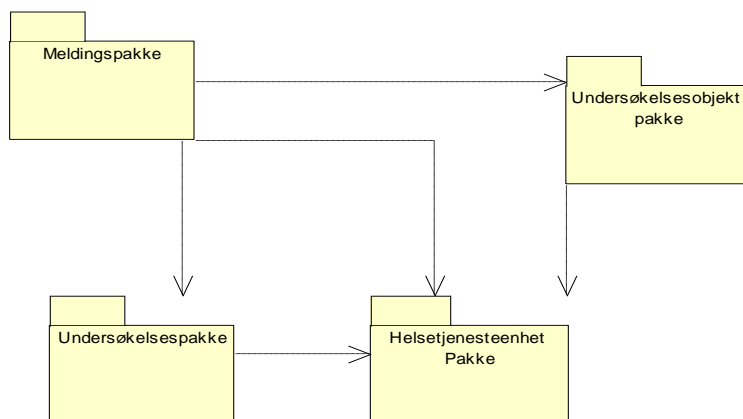 Meldingspakke
Undersøkelsesobjekt
pakke
Undersøkelsespakke
Helsetjenesteenhet
Pakke